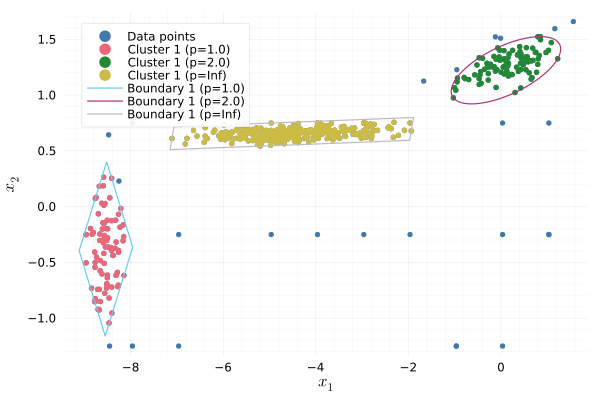 Data points
Cluster 1 (p=1.0)
Cluster 1 (p=2.0)
Cluster 1 (p=Inf)
Boundary 1 (p=1.0)
Boundary 1 (p=2.0)
Boundary 1 (p=Inf)
1.5
1.0
0.5
0.0
−0.5
−1.0
x₂
−8 −6 −4 −2 0
x₁